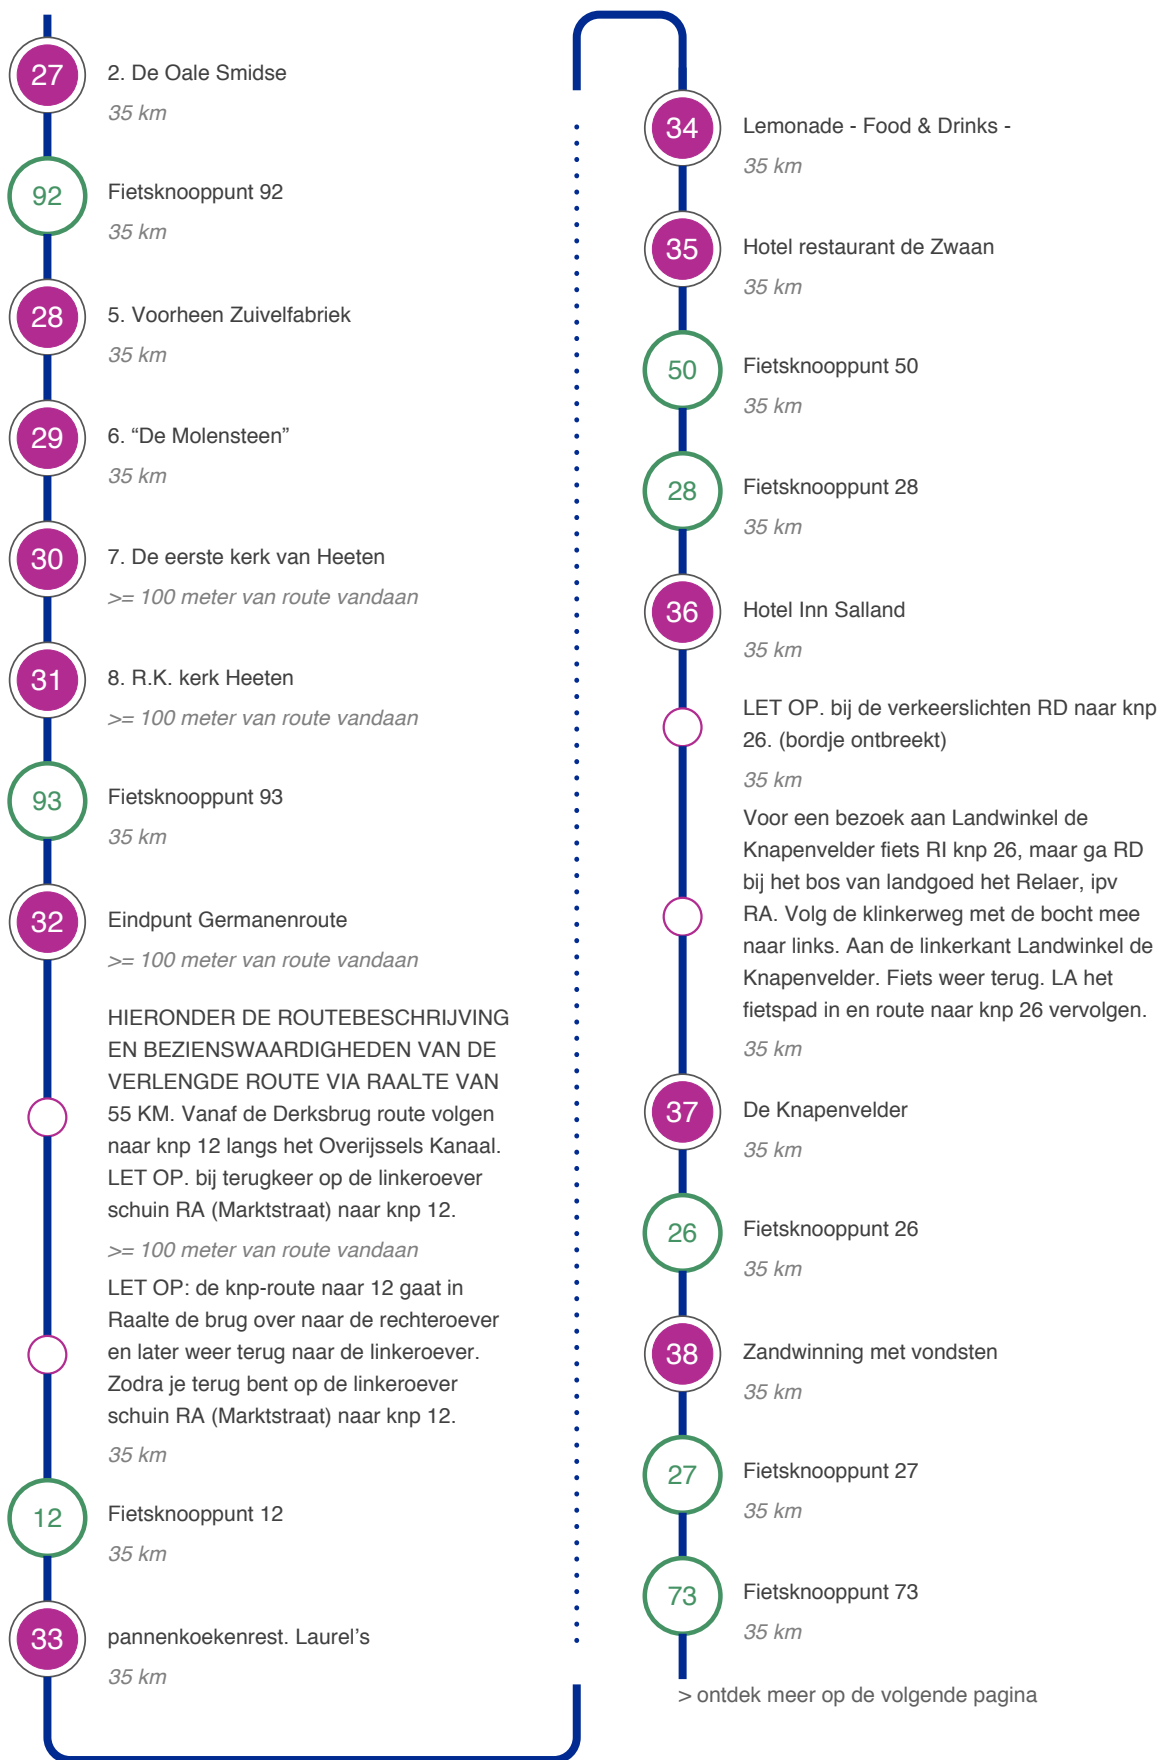 27
2. De Oale Smidse
35 km
92
Fietsknooppunt 92
35 km
28
5. Voorheen Zuivelfabriek
35 km
29
6. “De Molensteen”
35 km
30
7. De eerste kerk van Heeten
>= 100 meter van route vandaan
31
8. R.K. kerk Heeten
>= 100 meter van route vandaan
93
Fietsknooppunt 93
35 km
32
Eindpunt Germanenroute
>= 100 meter van route vandaan
HIERONDER DE ROUTEBESCHRIJVING
EN BEZIENSWAARDIGHEDEN VAN DE
VERLENGDE ROUTE VIA RAALTE VAN
55 KM. Vanaf de Derksbrug route volgen
naar knp 12 langs het Overijssels Kanaal.
LET OP. bij terugkeer op de linkeroever
schuin RA (Marktstraat) naar knp 12.
>= 100 meter van route vandaan
LET OP: de knp-route naar 12 gaat in
Raalte de brug over naar de rechteroever
en later weer terug naar de linkeroever.
Zodra je terug bent op de linkeroever
schuin RA (Marktstraat) naar knp 12.
35 km
12
Fietsknooppunt 12
35 km
33
pannenkoekenrest. Laurel's
35 km
34
Lemonade - Food & Drinks -
35 km
35
Hotel restaurant de Zwaan
35 km
50
Fietsknooppunt 50
35 km
28
Fietsknooppunt 28
35 km
36
Hotel Inn Salland
35 km
LET OP. bij de verkeerslichten RD naar knp
26. (bordje ontbreekt)
35 km
Voor een bezoek aan Landwinkel de
Knapenvelder fiets RI knp 26, maar ga RD
bij het bos van landgoed het Relaer, ipv
RA. Volg de klinkerweg met de bocht mee
naar links. Aan de linkerkant Landwinkel de
Knapenvelder. Fiets weer terug. LA het
fietspad in en route naar knp 26 vervolgen.
35 km
37
De Knapenvelder
35 km
26
Fietsknooppunt 26
35 km
38
Zandwinning met vondsten
35 km
27
Fietsknooppunt 27
35 km
73
Fietsknooppunt 73
35 km
> ontdek meer op de volgende pagina